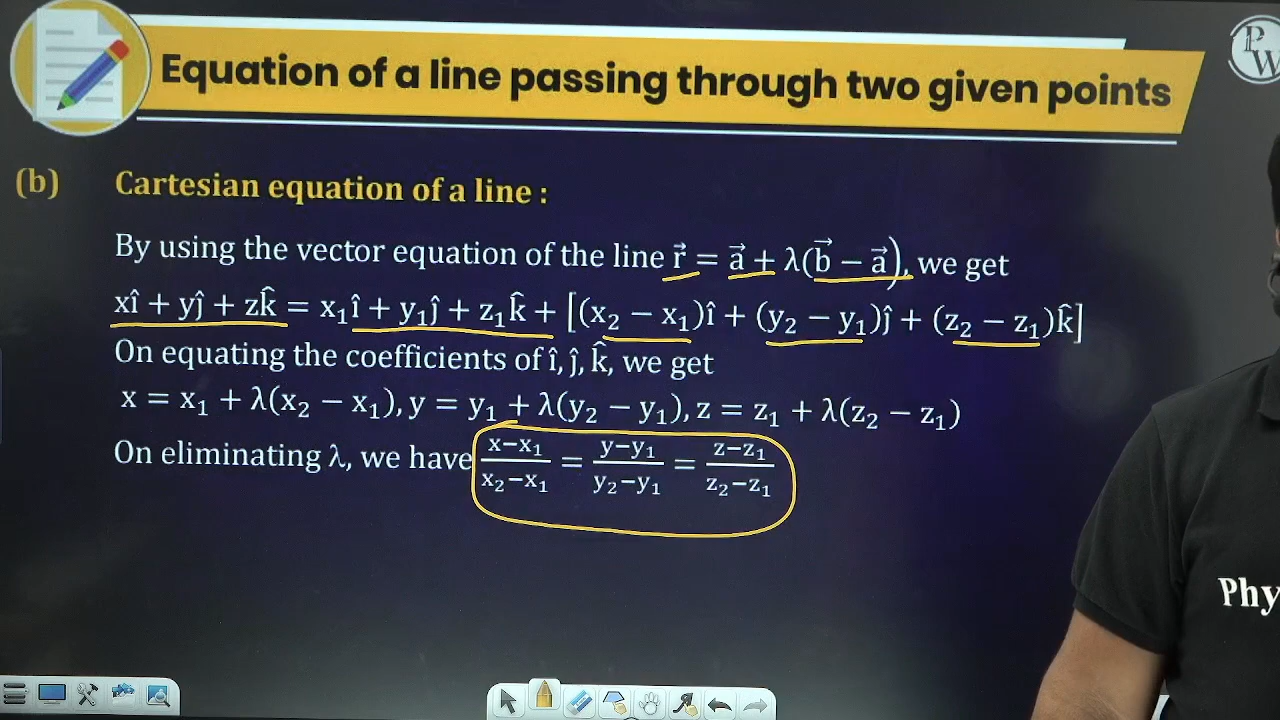 Equation of a line passing through two given points
PW
(b) Cartesian equation of a line :
By using the vector equation of the line r⃗ = a⃗ + λ(b⃗ − a⃗), we get
xî + yĵ + zk̂ = x₁î + y₁ĵ + z₁k̂ + [(x₂ − x₁)î + (y₂ − y₁)ĵ + (z₂ − z₁)k̂]
On equating the coefficients of î, ĵ, k̂, we get
x = x₁ + λ(x₂ − x₁), y = y₁ + λ(y₂ − y₁), z = z₁ + λ(z₂ − z₁)
On eliminating λ, we have x−x₁/x₂−x₁ = y−y₁/y₂−y₁ = z−z₁/z₂−z₁
Phy